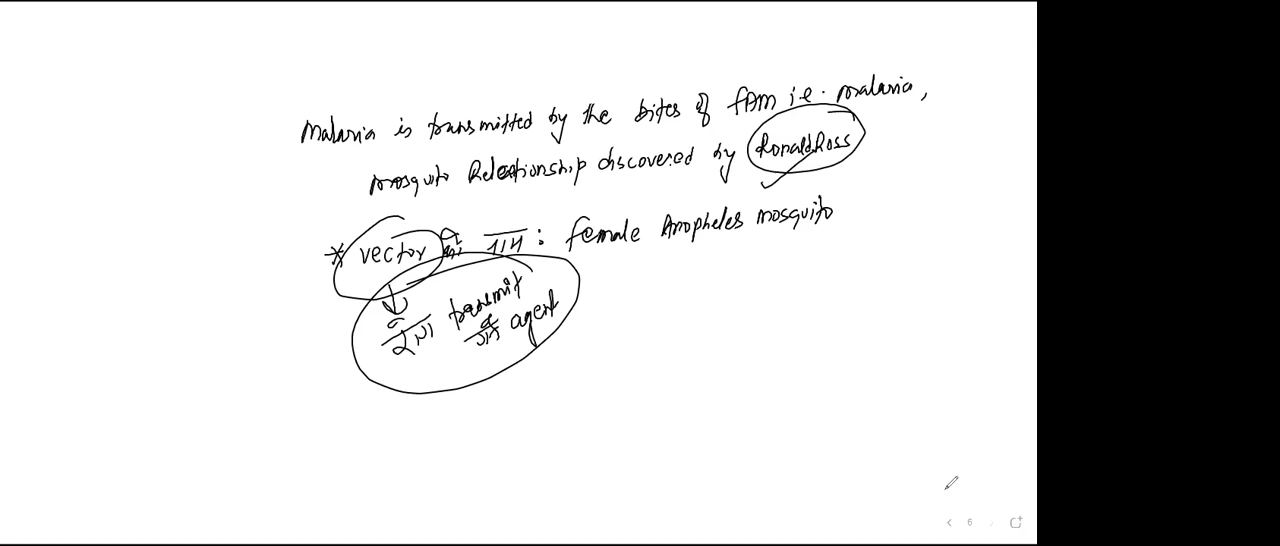 Malaria is transmitted by the bites of FAM i.e. malaria,
mosquito Relationship discovered by Ronald Ross
* vector : female Anopheles mosquito
transmit
agent
6